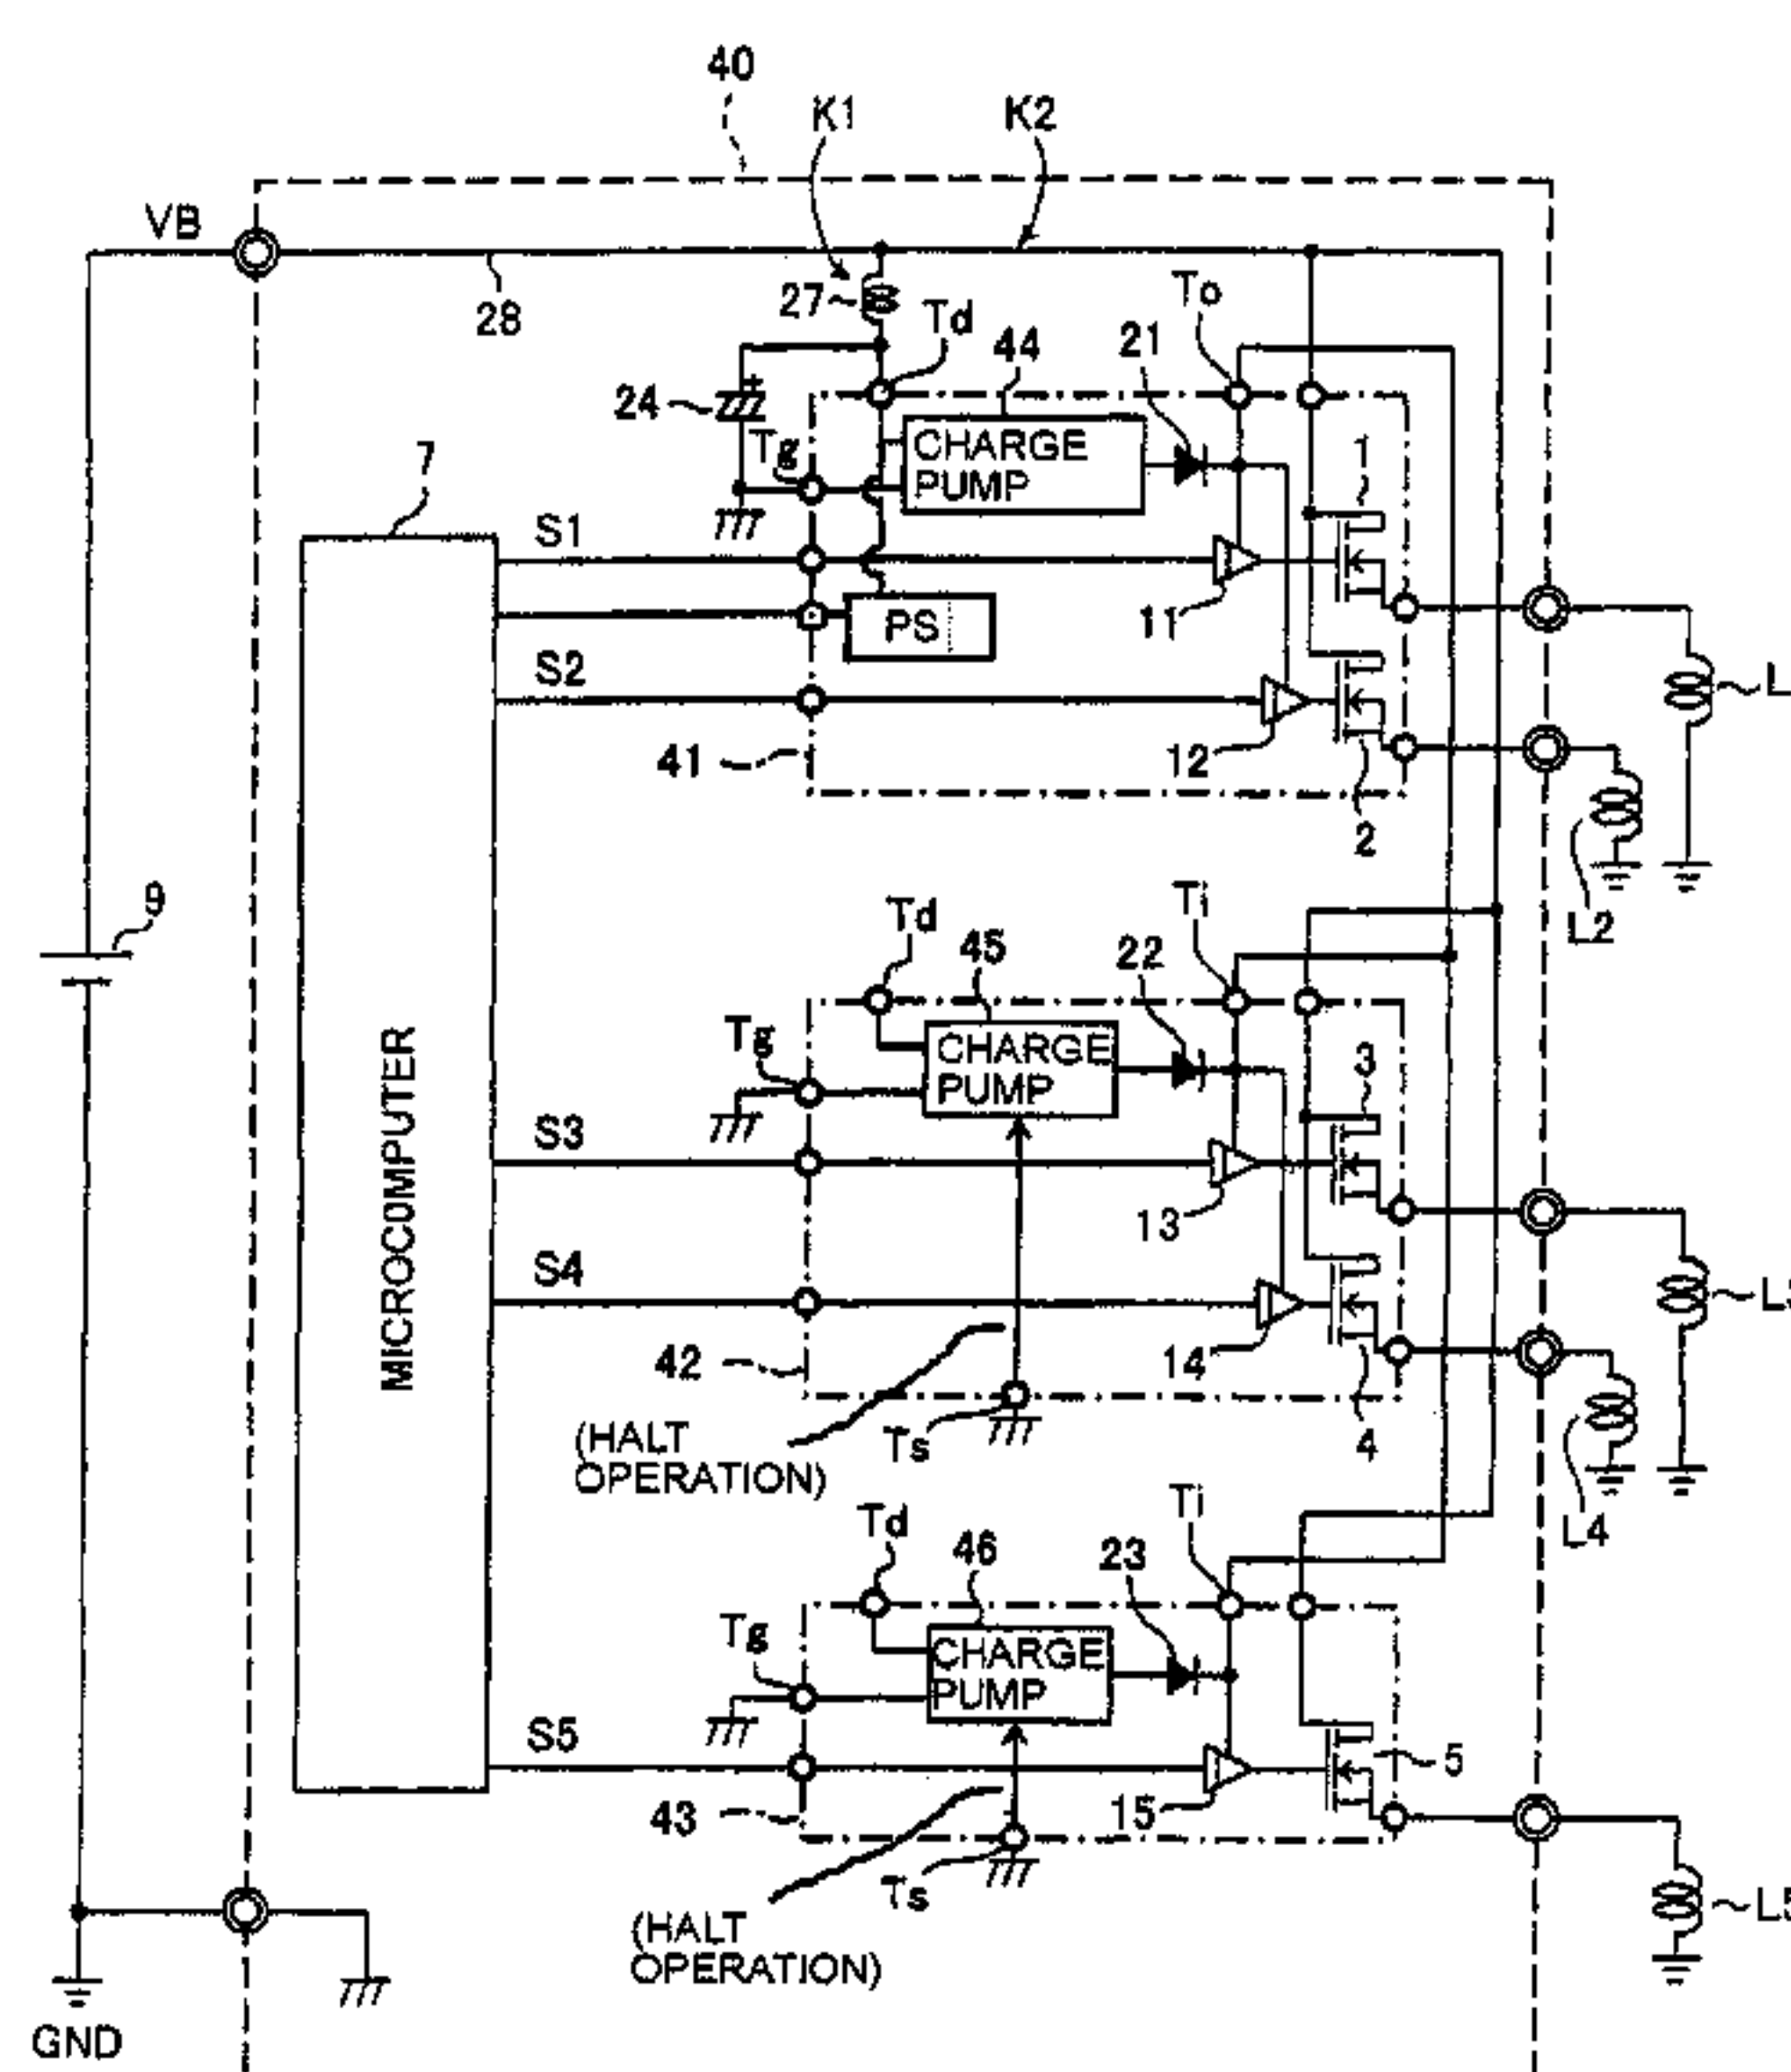 40
K1
K2
VB
28
27
Td
To
44
21
24
CHARGE
PUMP
Tg
1
7
S1
11
PS
S2
L
41
12
2
L2
9
Td
Ti
45
22
Tg
CHARGE
PUMP
3
S3
13
MICROCOMPUTER
S4
L3
42
14
4
(HALT
OPERATION)
Ts
L4
Td
Ti
46
23
Tg
CHARGE
PUMP
S5
5
43
15
Ts
L5
(HALT
OPERATION)
GND